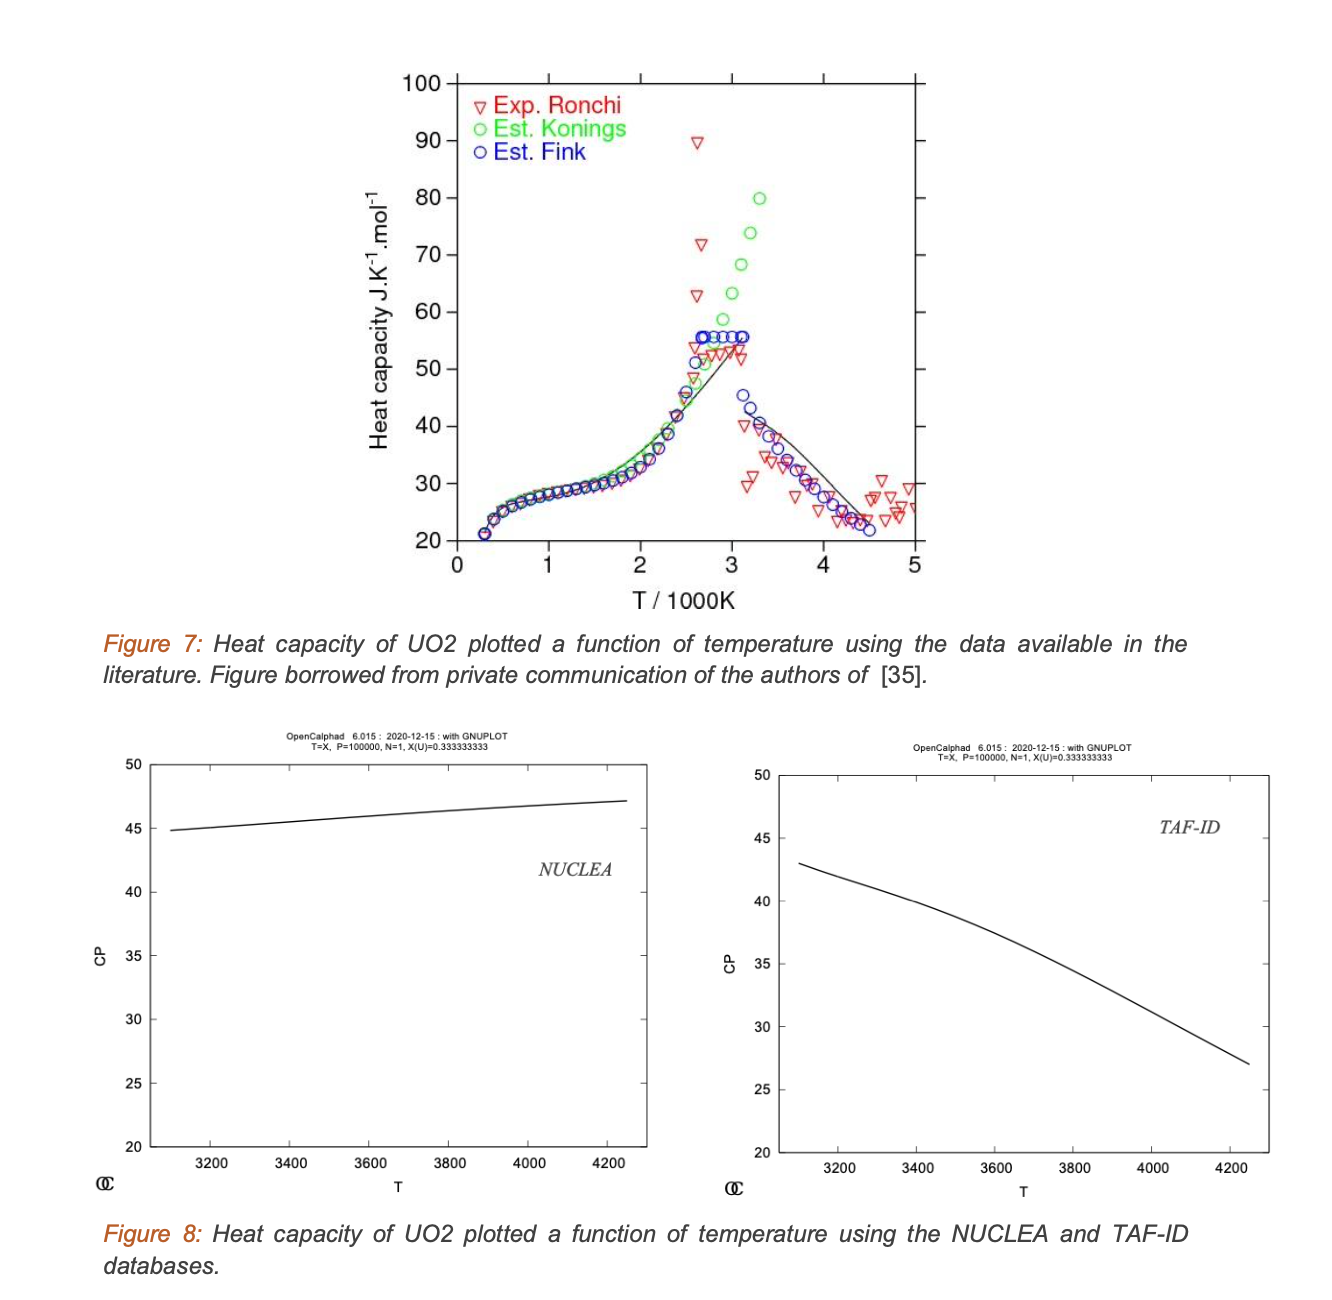 100
90
80
70
60
50
40
30
20
Heat capacity J.K⁻¹.mol⁻¹
Exp. Ronchi
Est. Konings
Est. Fink
0 1 2 3 4 5
T / 1000K
Figure 7: Heat capacity of UO2 plotted a function of temperature using the data available in the
literature. Figure borrowed from private communication of the authors of [35].
OpenCalphad 6.015 : 2020-12-15 : with GNUPLOT
T=X, P=100000, N=1, X(U)=0.333333333
50
45
40
35
30
25
20
CP
NUCLEA
3200 3400 3600 3800 4000 4200
T
OC
OpenCalphad 6.015 : 2020-12-15 : with GNUPLOT
T=X, P=100000, N=1, X(U)=0.333333333
50
45
40
35
30
25
20
CP
TAF-ID
3200 3400 3600 3800 4000 4200
T
OC
Figure 8: Heat capacity of UO2 plotted a function of temperature using the NUCLEA and TAF-ID
databases.